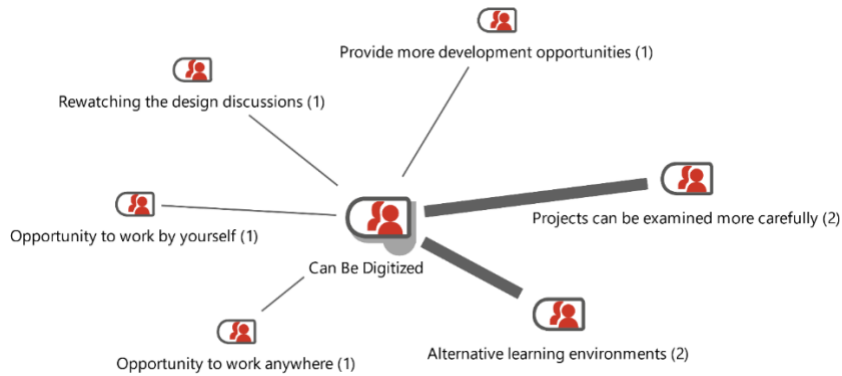 Provide more development opportunities (1)
Rewatching the design discussions (1)
Projects can be examined more carefully (2)
Opportunity to work by yourself (1)
Can Be Digitized
Alternative learning environments (2)
Opportunity to work anywhere (1)